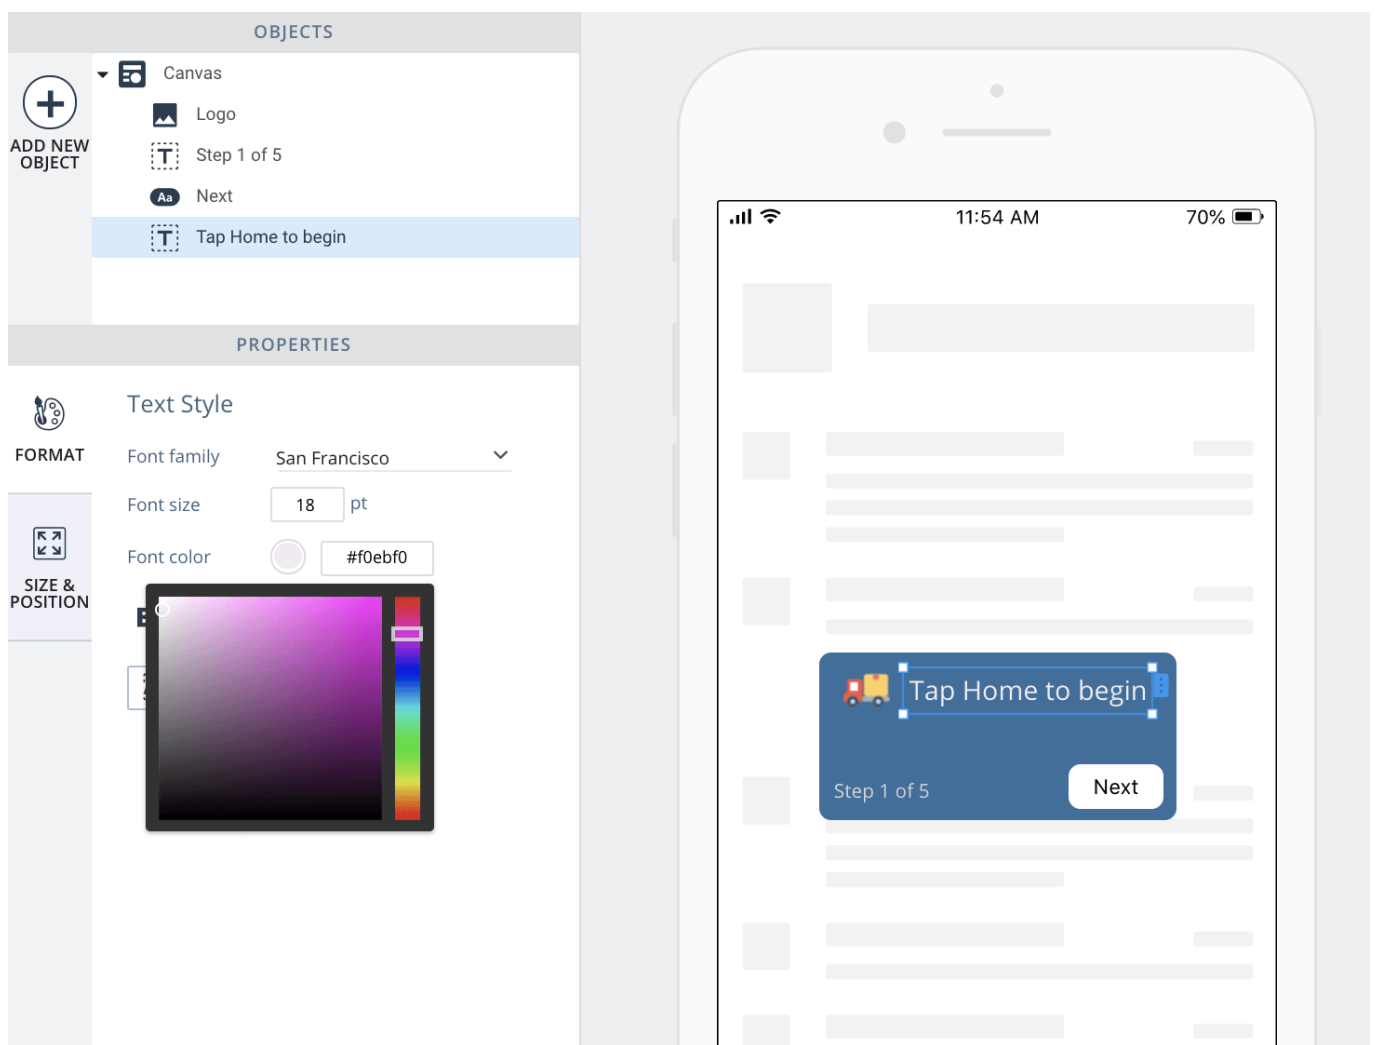 OBJECTS
ADD NEW
OBJECT
Canvas
Logo
T Step 1 of 5
Aa Next
T Tap Home to begin
PROPERTIES
FORMAT
SIZE &
POSITION
Text Style
Font family San Francisco
Font size 18 pt
Font color #f0ebf0
11:54 AM 70%
Tap Home to begin
Step 1 of 5 Next